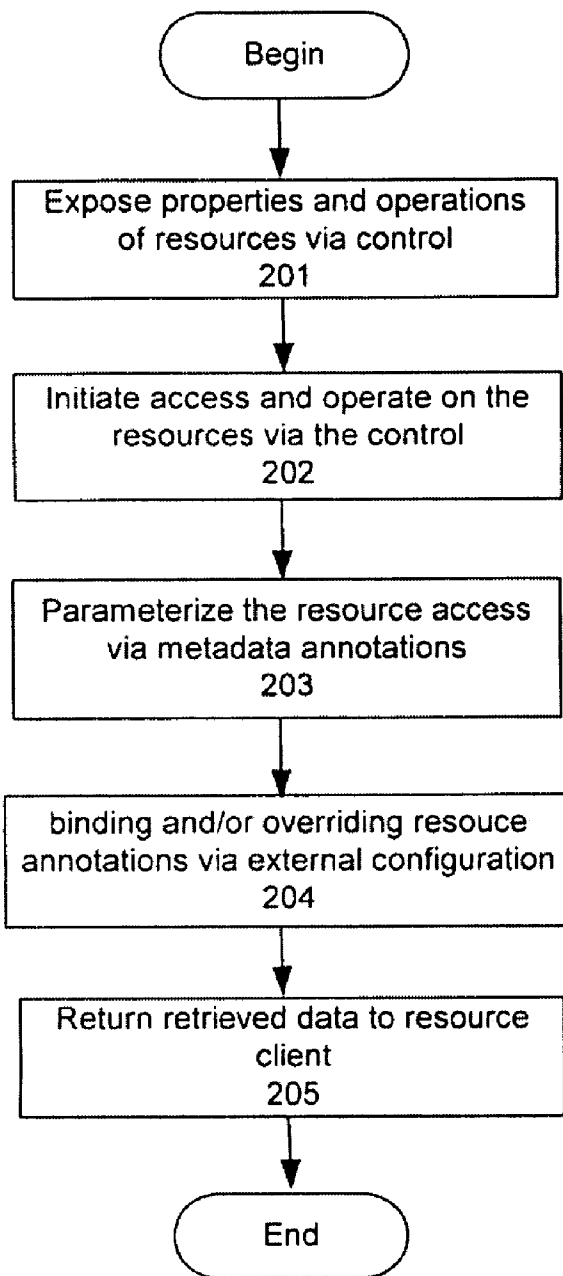 Begin
Expose properties and operations
of resources via control
201
Initiate access and operate on the
resources via the control
202
Parameterize the resource access
via metadata annotations
203
binding and/or overriding resouce
annotations via external configuration
204
Return retrieved data to resource
client
205
End